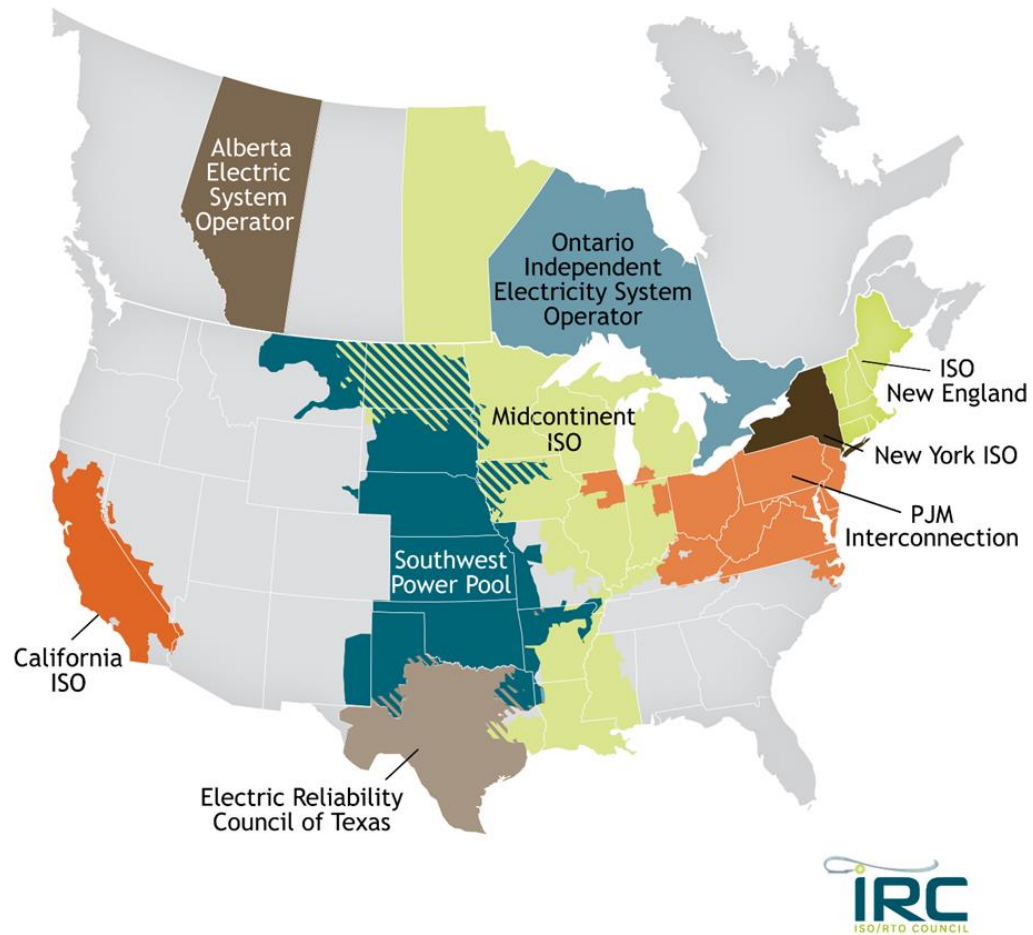 Alberta
Electric
System
Operator
Ontario
Independent
Electricity System
Operator
ISO
New England
Midcontinent
ISO
New York ISO
PJM
Interconnection
Southwest
Power Pool
California
ISO
Electric Reliability
Council of Texas
IRC
ISO/RTO COUNCIL